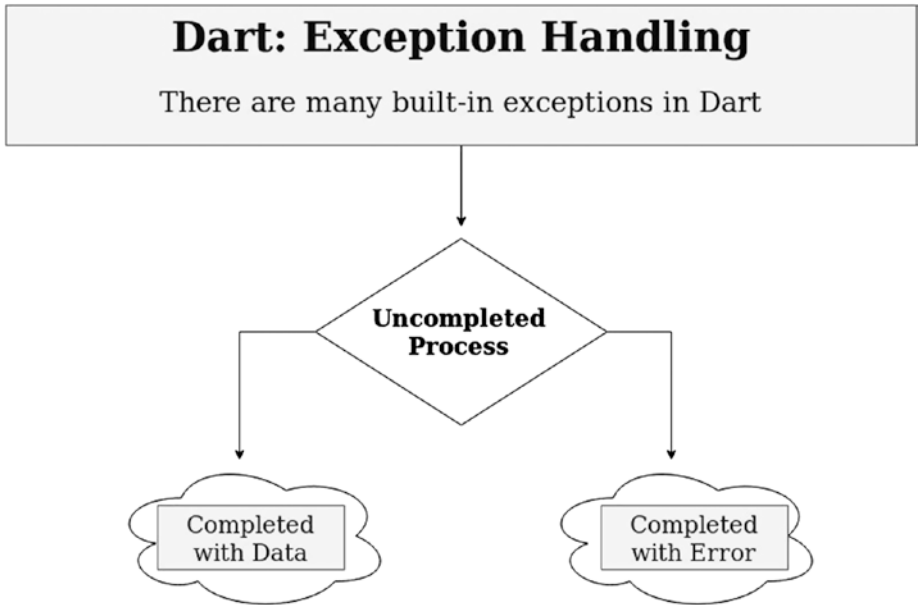 Dart: Exception Handling
There are many built-in exceptions in Dart
Uncompleted
Process
Completed
with Data
Completed
with Error